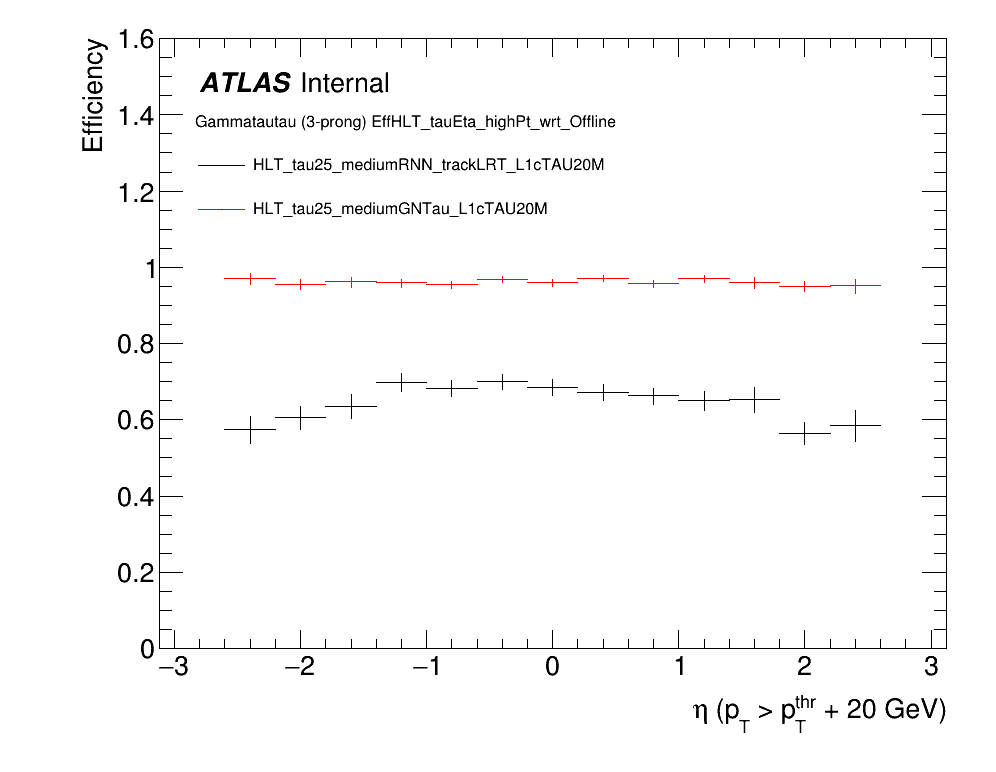 Efficiency
1.6
1.4
1.2
1
0.8
0.6
0.4
0.2
0
ATLAS Internal
Gammatautau (3-prong) EffHLT_tauEta_highPt_wrt_Offline
HLT_tau25_mediumRNN_trackLRT_L1cTAU20M
HLT_tau25_mediumGNTau_L1cTAU20M
−3 −2 −1 0 1 2 3
η (p_T > p_T^thr + 20 GeV)